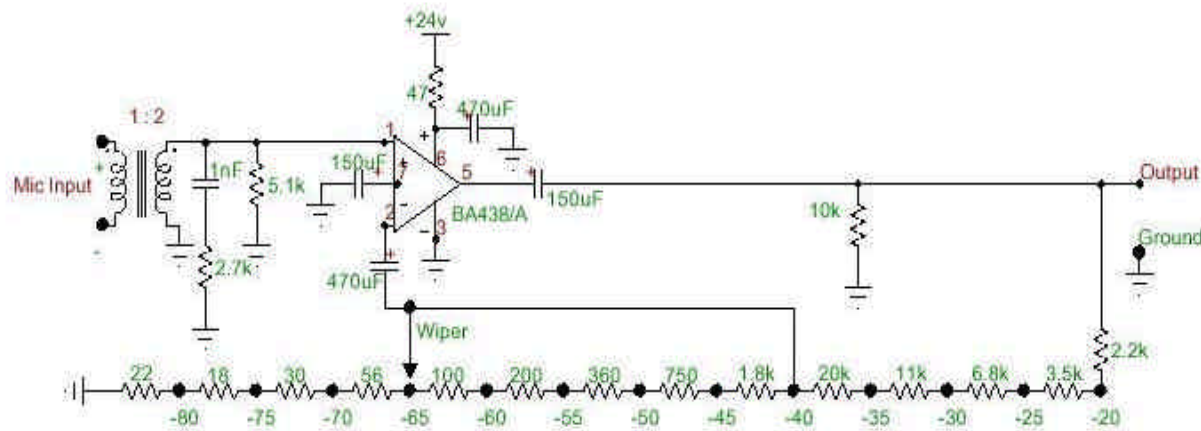 +24v
47
470uF
1 : 2
1
+
6
Mic Input
+
-
1nF
5.1k
150uF
+
7
-
5
150uF
Output
BA438/A
2
-
3
10k
Ground
2.7k
470uF
Wiper
2.2k
22 18 30 56 100 200 360 750 1.8k 20k 11k 6.8k 3.5k
-80 -75 -70 -65 -60 -55 -50 -45 -40 -35 -30 -25 -20